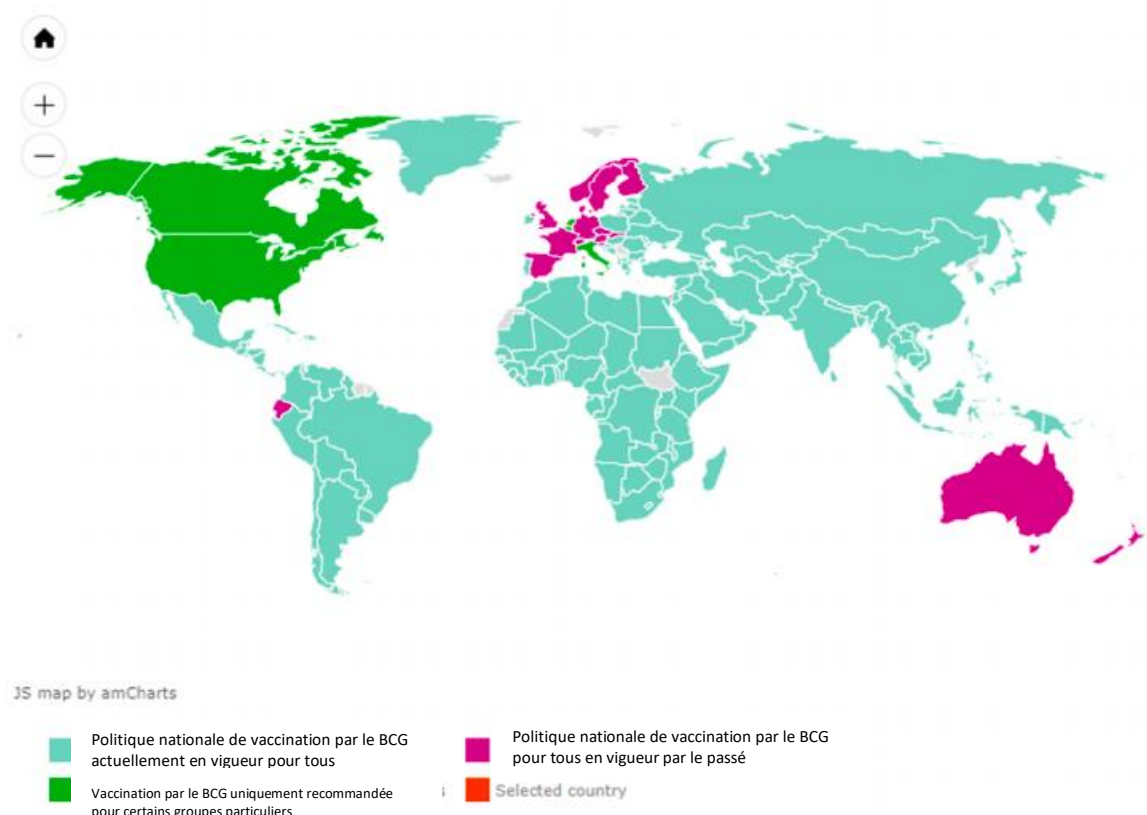 JS map by amCharts
Politique nationale de vaccination par le BCG
actuellement en vigueur pour tous
Politique nationale de vaccination par le BCG
pour tous en vigueur par le passé
Vaccination par le BCG uniquement recommandée
pour certains groupes particuliers
Selected country